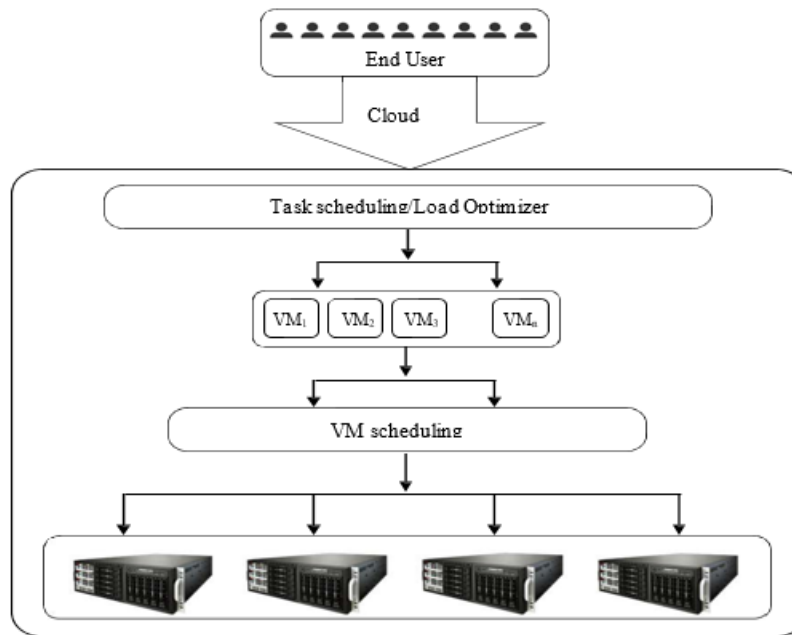 End User
Cloud
Task scheduling/Load Optimizer
VM₁ VM₂ VM₃ VMₙ
VM scheduling